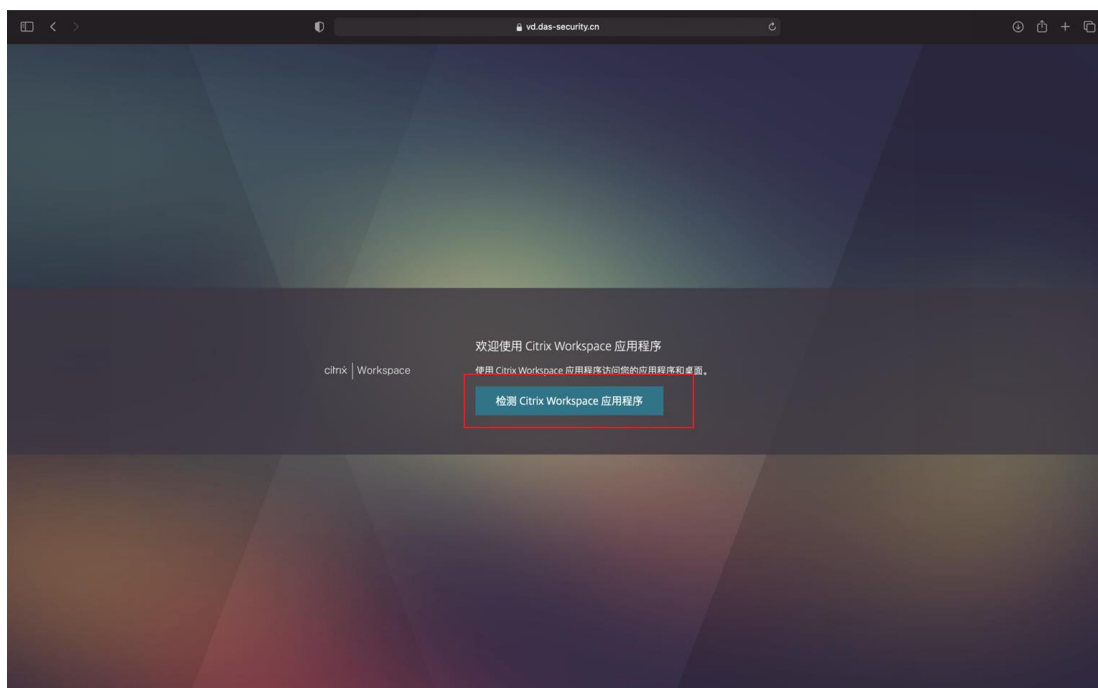 vd.das-security.cn
欢迎使用 Citrix Workspace 应用程序
citrix | Workspace
使用 Citrix Workspace 应用程序访问您的应用程序和桌面。
检测 Citrix Workspace 应用程序